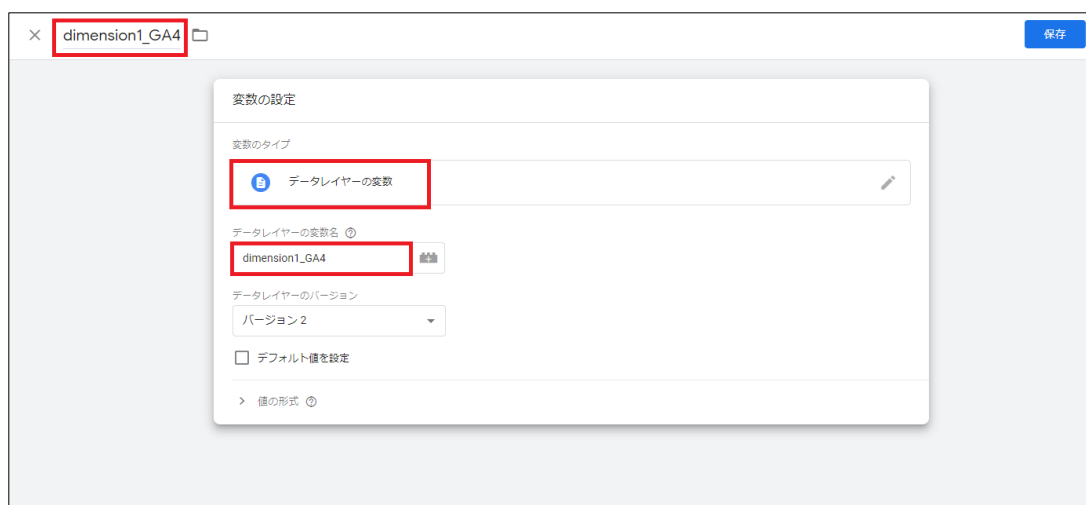 dimension1_GA4
保存
変数の設定
変数のタイプ
データレイヤーの変数
データレイヤーの変数名
dimension1_GA4
データレイヤーのバージョン
バージョン 2
デフォルト値を設定
値の形式